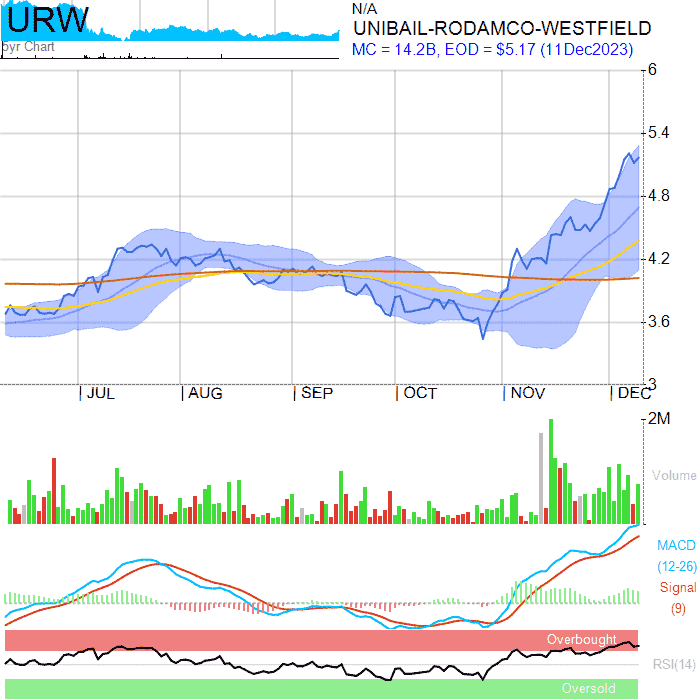 URW
5yr Chart
N/A
UNIBAIL-RODAMCO-WESTFIELD
MC = 14.2B, EOD = $5.17 (11Dec2023)
6
5.4
4.8
4.2
3.6
3
| JUL | AUG | SEP | OCT | NOV | DEC
2M
Volume
MACD
(12-26)
Signal
(9)
Overbought
RSI(14)
Oversold